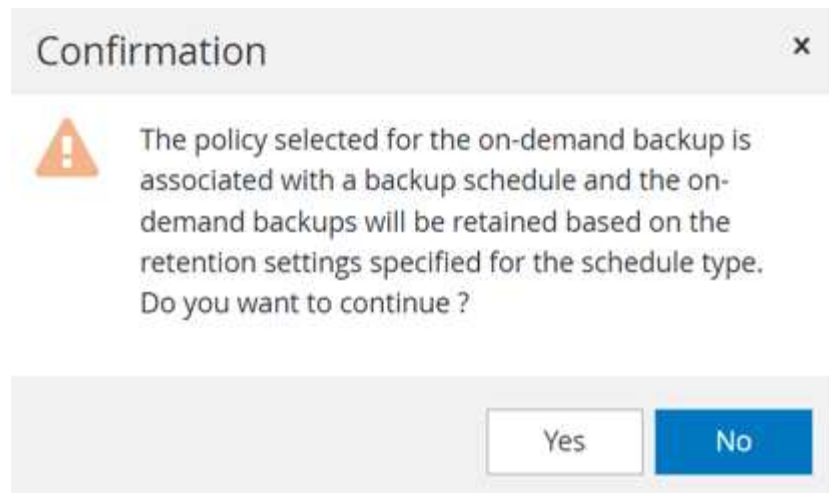 Confirmation
x
The policy selected for the on-demand backup is
associated with a backup schedule and the on-
demand backups will be retained based on the
retention settings specified for the schedule type.
Do you want to continue ?
Yes
No